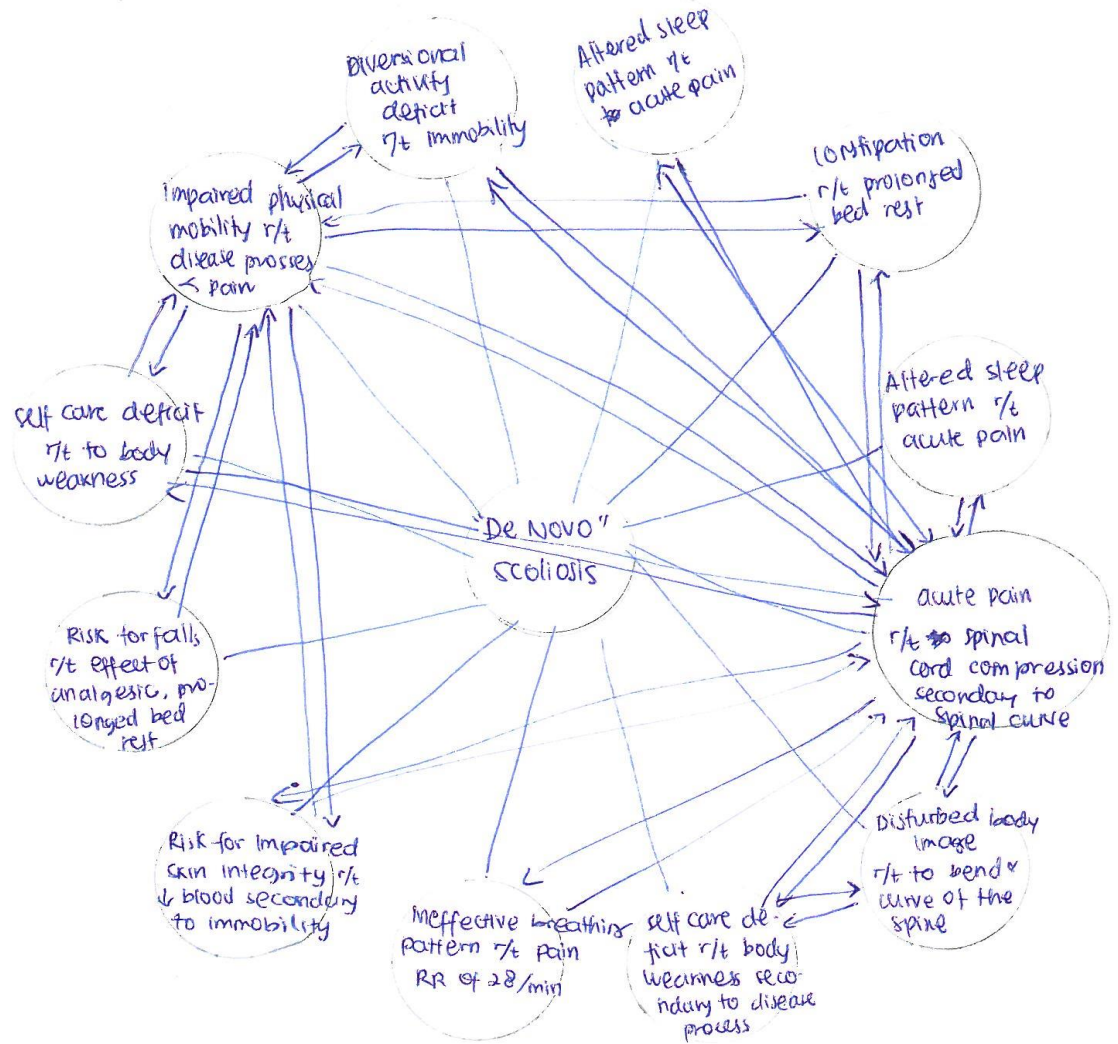 Diversional
activity
deficit
r/t immobility
Altered sleep
pattern r/t
acute pain
Constipation
r/t prolonged
bed rest
Impaired physical
mobility r/t
disease prosses
pain
Altered sleep
pattern r/t
acute pain
self care deficit
r/t to body
weakness
"De Novo"
scoliosis
acute pain
r/t spinal
cord compression
secondary to
spinal curve
Risk for falls
r/t effect of
analgesic, pro-
longed bed
rest
Risk for Impaired
skin integrity r/t
↓ blood secondary
to immobility
ineffective breathing
pattern r/t pain
RR of 28/min
self care de-
ficit r/t body
weakness seco-
ndary to disease
process
Disturbed body
image
r/t to bend
curve of the
spine